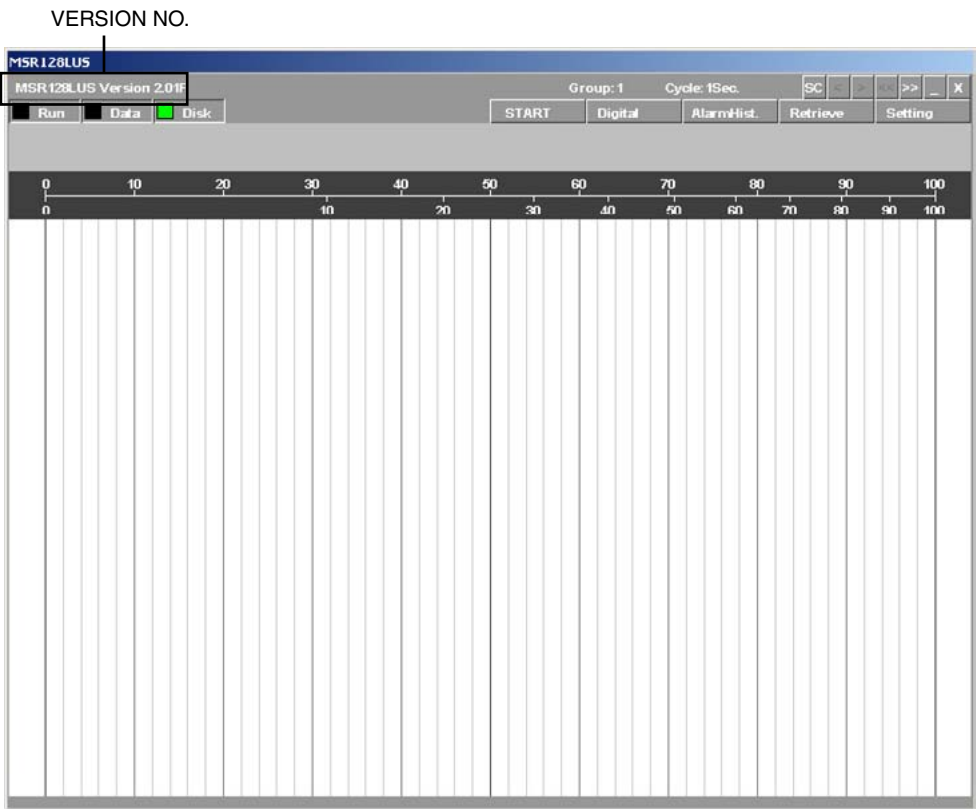 VERSION NO.
MSR128LUS
MSR128LUS Version 2.01F Group: 1 Cycle: 1Sec. SC < > << >> _ X
Run Data Disk START Digital AlarmHist. Retrieve Setting
0 10 20 30 40 50 60 70 80 90 100
0 10 20 30 40 50 60 70 80 90 100